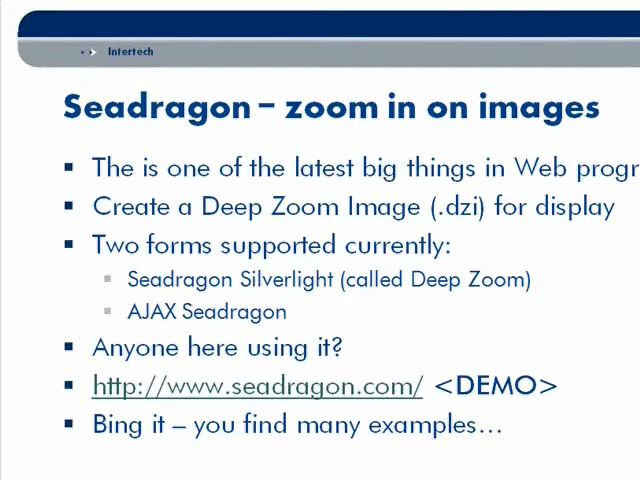 Intertech
Seadragon – zoom in on images
The is one of the latest big things in Web progr
Create a Deep Zoom Image (.dzi) for display
Two forms supported currently:
Seadragon Silverlight (called Deep Zoom)
AJAX Seadragon
Anyone here using it?
http://www.seadragon.com/ <DEMO>
Bing it – you find many examples…